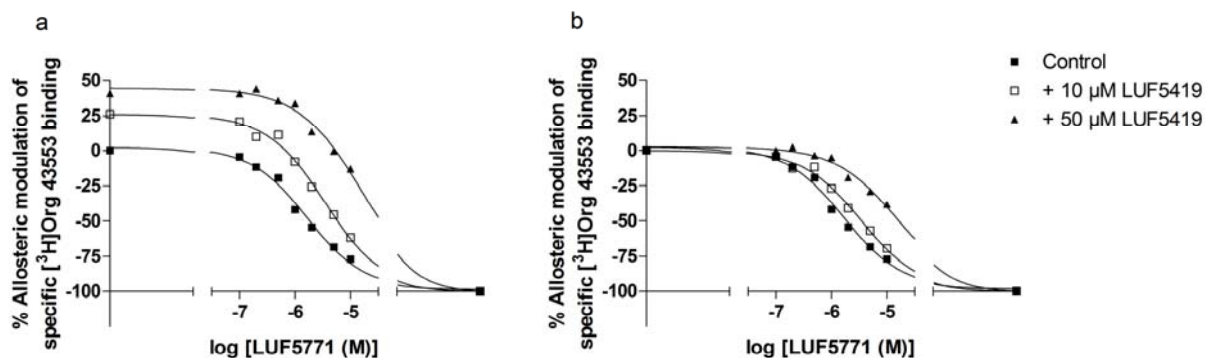 a
% Allosteric modulation of
specific [³H]Org 43553 binding
50
25
0
-25
-50
-75
-100
-7
-6
-5
log [LUF5771 (M)]
b
% Allosteric modulation of
specific [³H]Org 43553 binding
50
25
0
-25
-50
-75
-100
-7
-6
-5
log [LUF5771 (M)]
Control
+ 10 µM LUF5419
+ 50 µM LUF5419